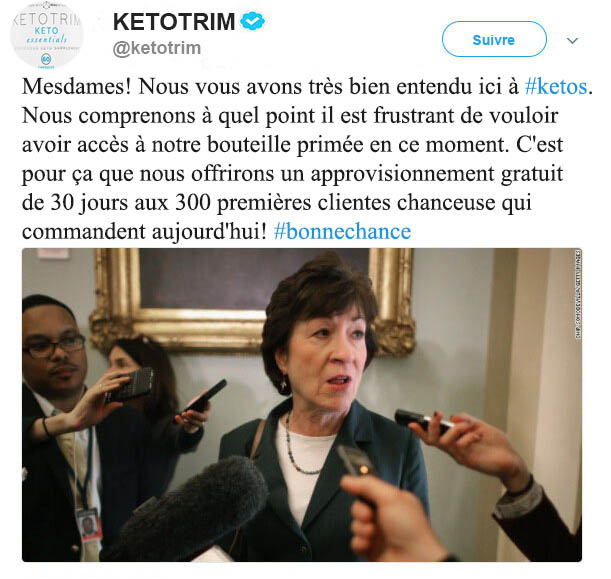 KETOTRIM
KETO
essentials
60
KETOTRIM
@ketotrim
Suivre
Mesdames! Nous vous avons très bien entendu ici à #ketos.
Nous comprenons à quel point il est frustrant de vouloir
avoir accès à notre bouteille primée en ce moment. C'est
pour ça que nous offrirons un approvisionnement gratuit
de 30 jours aux 300 premières clientes chanceuse qui
commandent aujourd'hui! #bonnechance